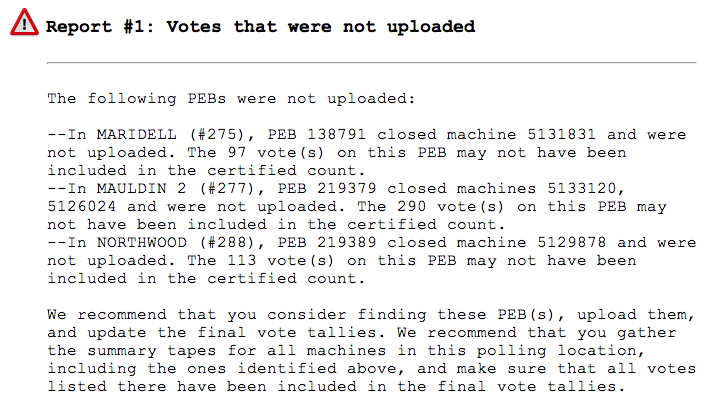 Report #1: Votes that were not uploaded
The following PEBs were not uploaded:
--In MARIDELL (#275), PEB 138791 closed machine 5131831 and were
not uploaded. The 97 vote(s) on this PEB may not have been
included in the certified count.
--In MAULDIN 2 (#277), PEB 219379 closed machines 5133120,
5126024 and were not uploaded. The 290 vote(s) on this PEB may
not have been included in the certified count.
--In NORTHWOOD (#288), PEB 219389 closed machine 5129878 and were
not uploaded. The 113 vote(s) on this PEB may not have been
included in the certified count.
We recommend that you consider finding these PEB(s), upload them,
and update the final vote tallies. We recommend that you gather
the summary tapes for all machines in this polling location,
including the ones identified above, and make sure that all votes
listed there have been included in the final vote tallies.